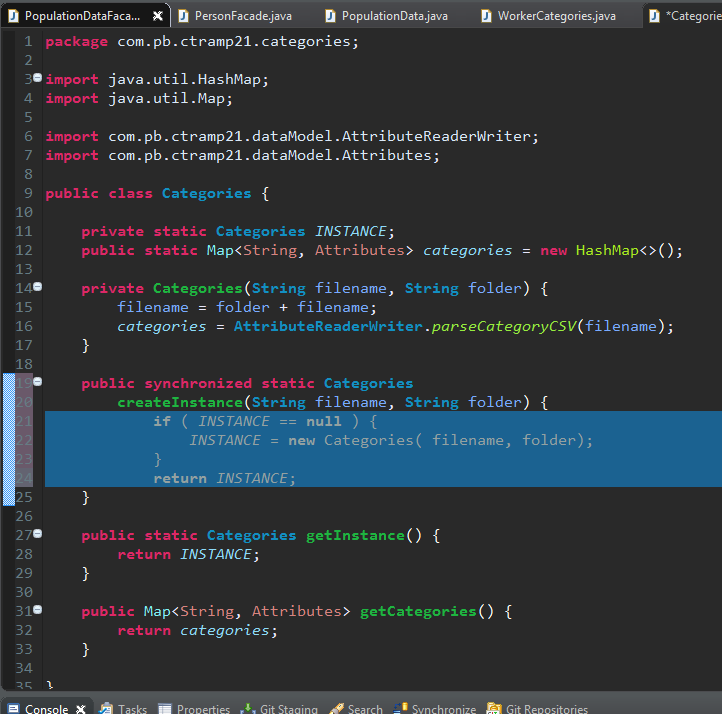 PopulationDataFaca...
PersonFacade.java
PopulationData.java
WorkerCategories.java
*Categorie
1 package com.pb.ctramp21.categories;
2
3 import java.util.HashMap;
4 import java.util.Map;
5
6 import com.pb.ctramp21.dataModel.AttributeReaderWriter;
7 import com.pb.ctramp21.dataModel.Attributes;
8
9 public class Categories {
10
11 private static Categories INSTANCE;
12 public static Map<String, Attributes> categories = new HashMap<>();
13
14 private Categories(String filename, String folder) {
15 filename = folder + filename;
16 categories = AttributeReaderWriter.parseCategoryCSV(filename);
17 }
18
19 public synchronized static Categories
20 createInstance(String filename, String folder) {
21 if ( INSTANCE == null ) {
22 INSTANCE = new Categories( filename, folder);
23 }
24 return INSTANCE;
25 }
26
27 public static Categories getInstance() {
28 return INSTANCE;
29 }
30
31 public Map<String, Attributes> getCategories() {
32 return categories;
33 }
34
35 }
Console Tasks Properties Git Staging Search Synchronize Git Repositories